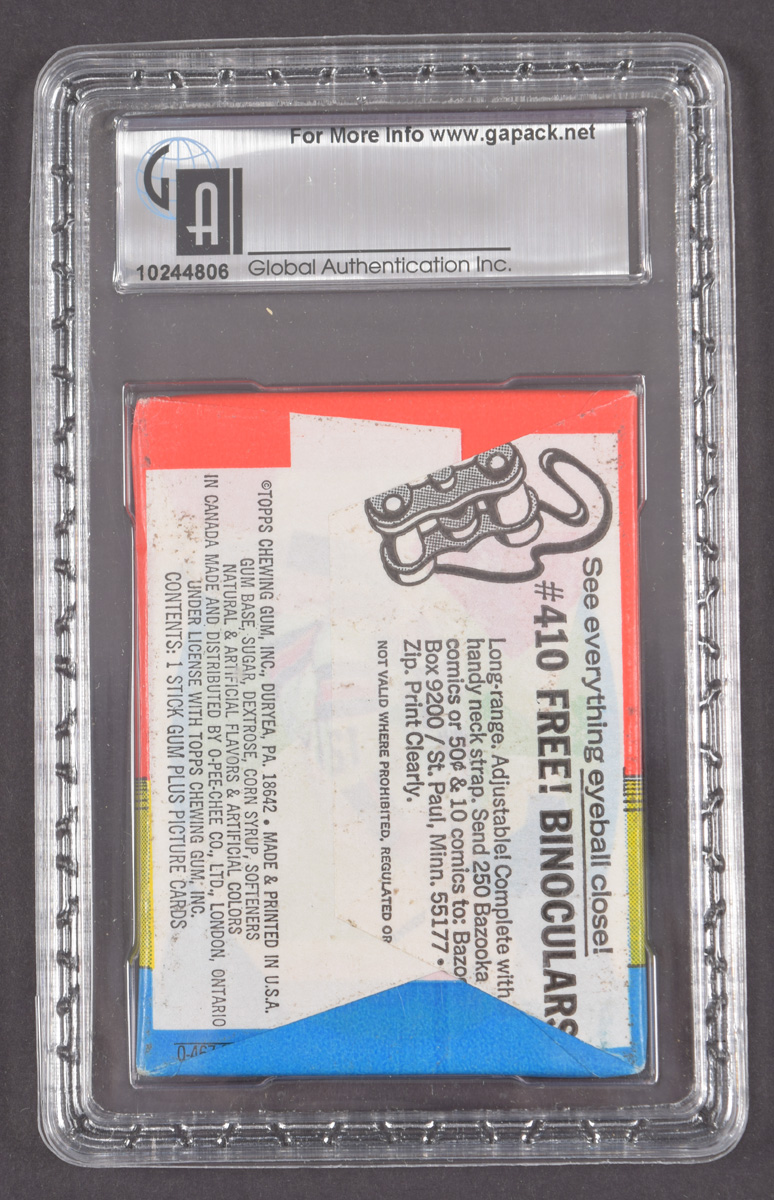 For More Info www.gapack.net
GA
10244806
Global Authentication Inc.
See everything eyeball close!
#410 FREE! BINOCULARS
Long-range. Adjustable! Complete with
handy neck strap. Send 250 Bazooka
comics or 50¢ & 10 comics to: Bazo
Box 9200 / St. Paul, Minn. 55177 •
Zip. Print Clearly.
NOT VALID WHERE PROHIBITED, REGULATED OR
©TOPPS CHEWING GUM, INC., DURYEA, PA. 18642 • MADE & PRINTED IN U.S.A.
GUM BASE, SUGAR, DEXTROSE, CORN SYRUP, SOFTENERS
NATURAL & ARTIFICIAL FLAVORS & ARTIFICIAL COLORS
IN CANADA MADE AND DISTRIBUTED BY O-PEE-CHEE CO., LTD., LONDON, ONTARIO
UNDER LICENSE WITH TOPPS CHEWING GUM, INC.
CONTENTS: 1 STICK GUM PLUS PICTURE CARDS